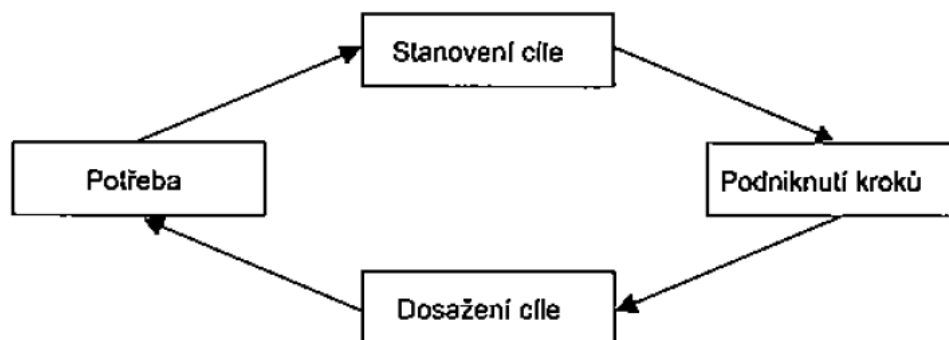 Stanovení cíle
Potřeba
Podniknutí kroků
Dosažení cíle